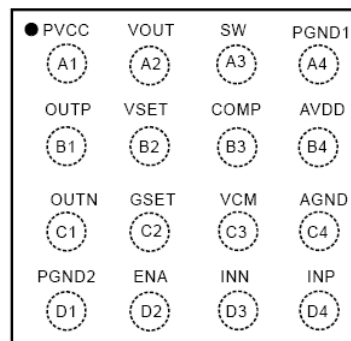 PVCC VOUT SW PGND1
A1 A2 A3 A4
OUTP VSET COMP AVDD
B1 B2 B3 B4
OUTN GSET VCM AGND
C1 C2 C3 C4
PGND2 ENA INN INP
D1 D2 D3 D4